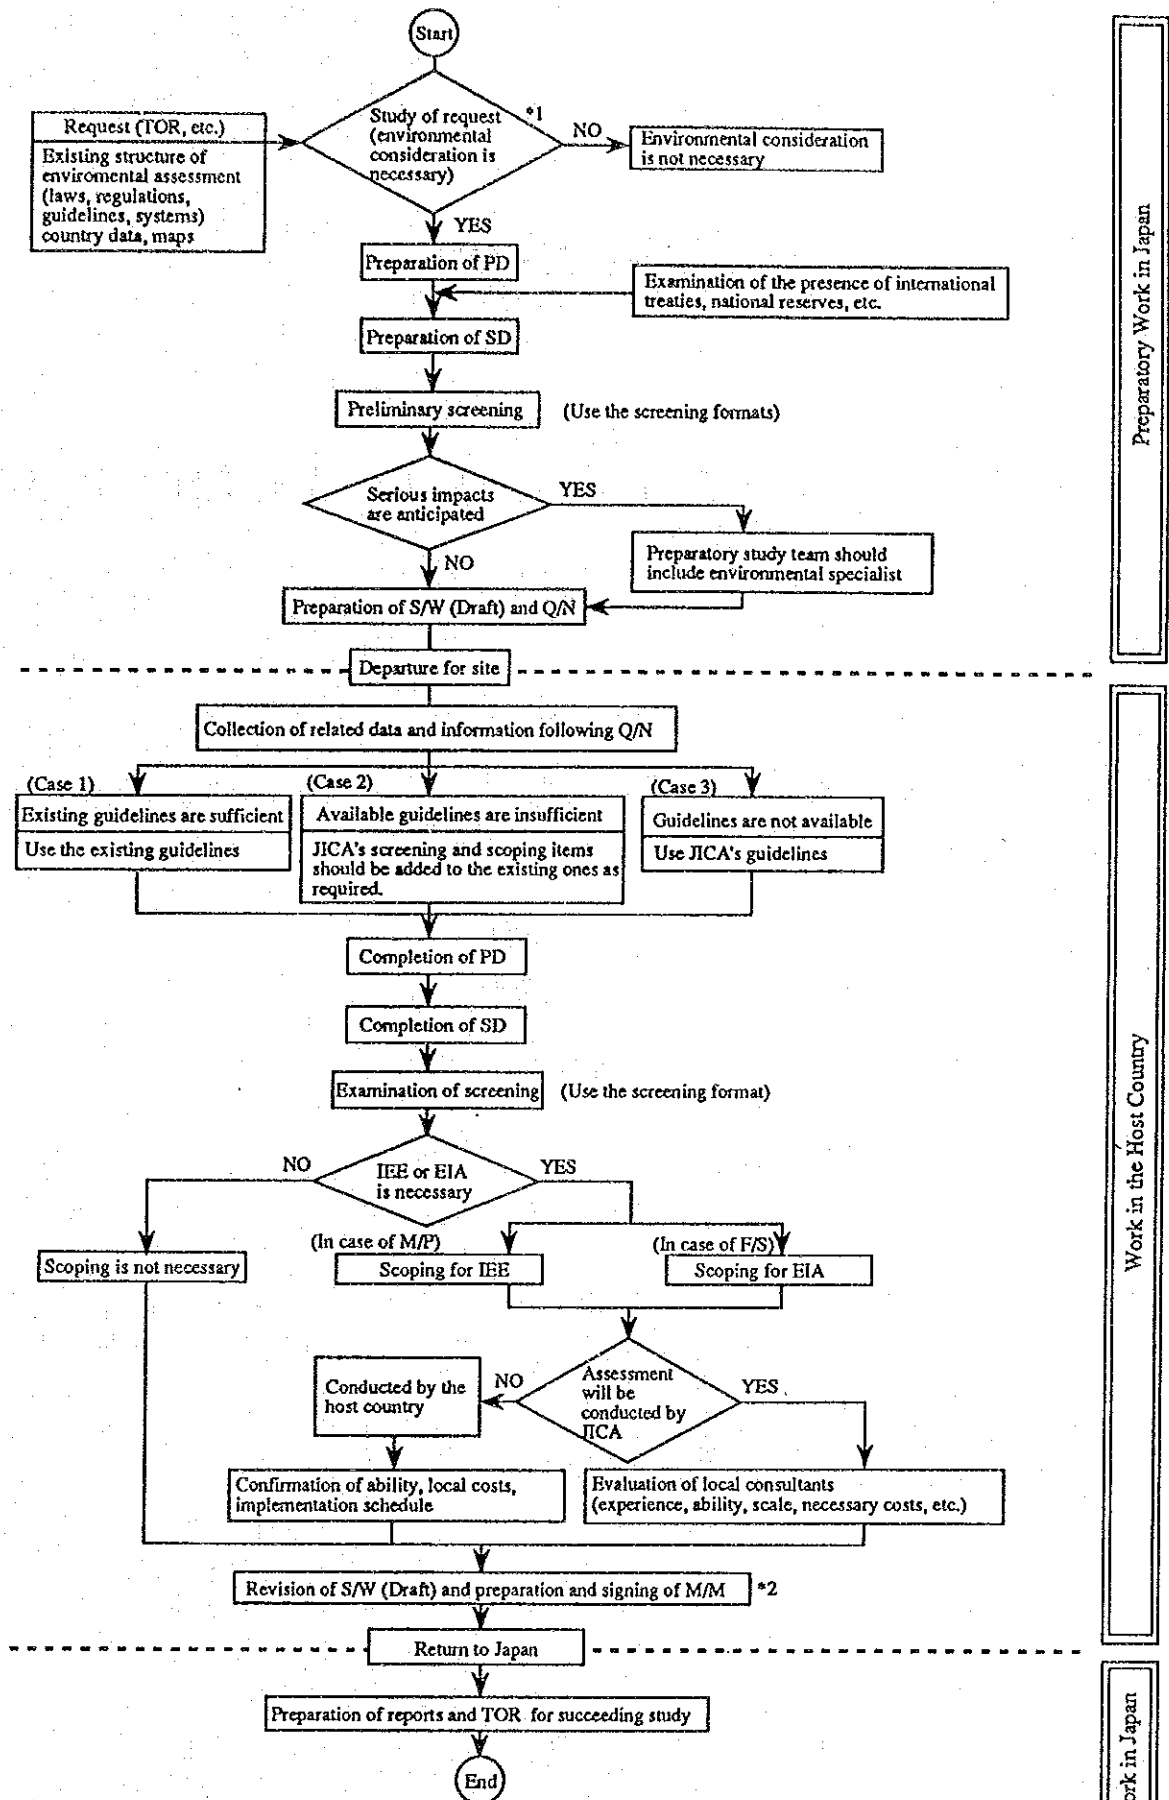 Start
Study of request *1
(environmental
consideration is
necessary)
Request (TOR, etc.)
Existing structure of
enviromental assessment
(laws, regulations,
guidelines, systems)
country data, maps
NO
Environmental consideration
is not necessary
YES
Preparation of PD
Examination of the presence of international
treaties, national reserves, etc.
Preparation of SD
Preliminary screening
(Use the screening formats)
Serious impacts
are anticipated
YES
Preparatory study team should
include environmental specialist
NO
Preparation of S/W (Draft) and Q/N
Preparatory Work in Japan
Departure for site
Collection of related data and information following Q/N
(Case 1)
Existing guidelines are sufficient
Use the existing guidelines
(Case 2)
Available guidelines are insufficient
JICA's screening and scoping items
should be added to the existing ones as
required.
(Case 3)
Guidelines are not available
Use JICA's guidelines
Completion of PD
Completion of SD
Examination of screening
(Use the screening format)
IEE or EIA
is necessary
NO
YES
Scoping is not necessary
(In case of M/P)
Scoping for IEE
(In case of F/S)
Scoping for EIA
Assessment
will be
conducted by
JICA
NO
YES
Conducted by the
host country
Confirmation of ability, local costs,
implementation schedule
Evaluation of local consultants
(experience, ability, scale, necessary costs, etc.)
Revision of S/W (Draft) and preparation and signing of M/M *2
Work in the Host Country
Return to Japan
Preparation of reports and TOR for succeeding study
End
ork in Japan